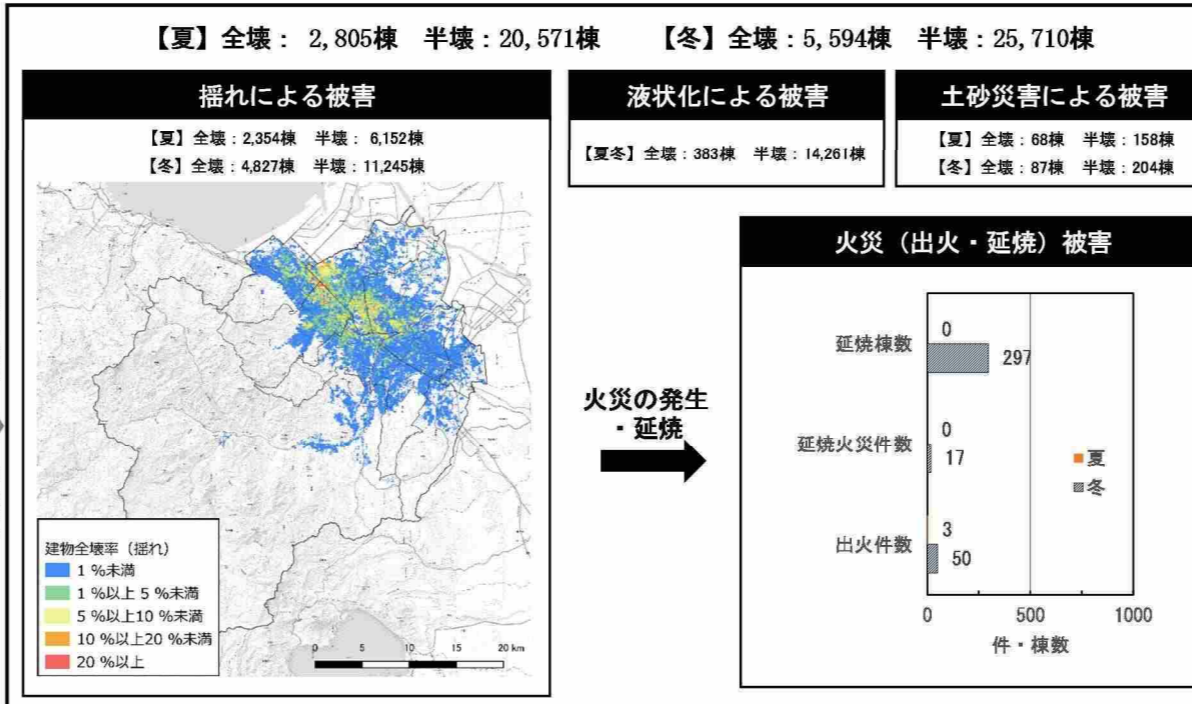 【夏】全壊： 2,805棟　半壊：20,571棟　　【冬】全壊：5,594棟　半壊：25,710棟
揺れによる被害
【夏】全壊：2,354棟　半壊： 6,152棟
【冬】全壊：4,827棟　半壊：11,245棟
建物全壊率（揺れ）
1 %未満
1 %以上 5 %未満
5 %以上10 %未満
10 %以上20 %未満
20 %以上
0 5 10 15 20 km
液状化による被害
【夏冬】全壊：383棟　半壊：14,261棟
土砂災害による被害
【夏】全壊：68棟　半壊：158棟
【冬】全壊：87棟　半壊：204棟
火災の発生
・延焼
火災（出火・延焼）被害
延焼棟数
0
297
延焼火災件数
0
17
出火件数
3
50
夏
冬
0 500 1000
件・棟数